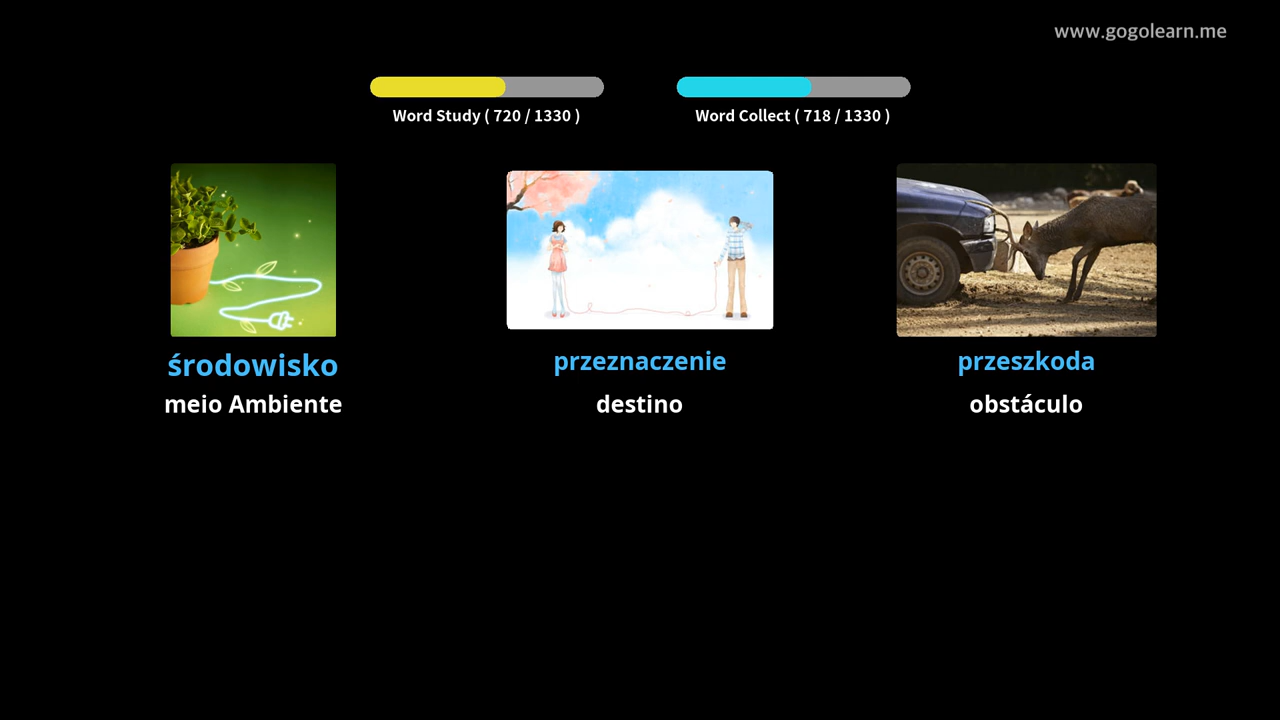 www.gogolearn.me
Word Study ( 720 / 1330 )
Word Collect ( 718 / 1330 )
środowisko
przeznaczenie
przeszkoda
meio Ambiente
destino
obstáculo